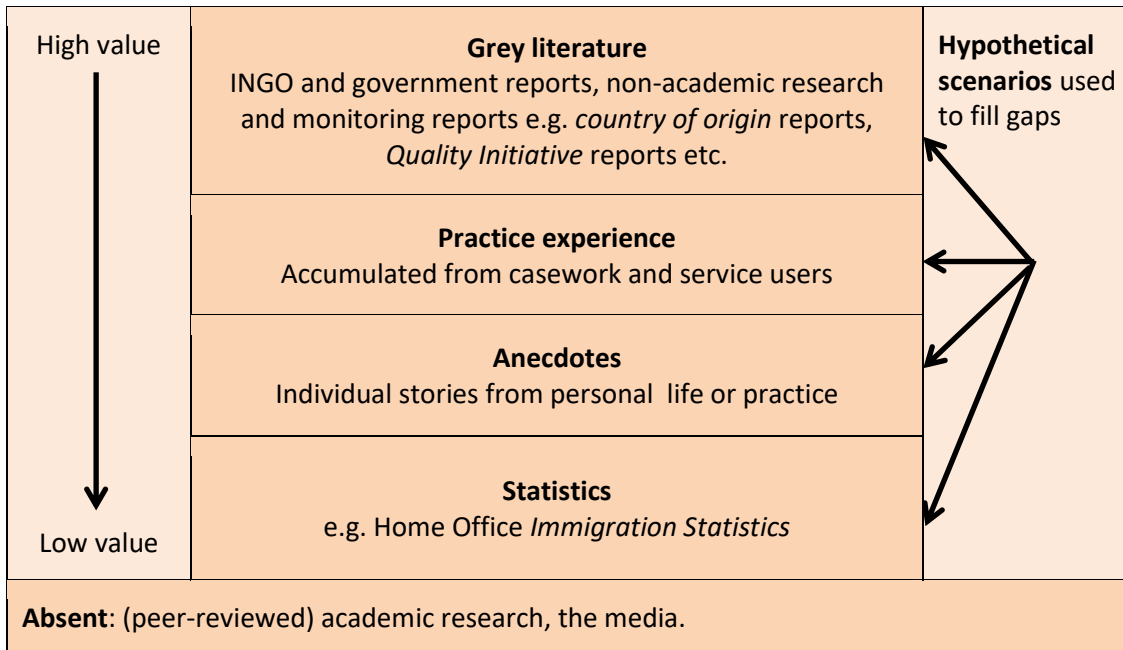 High value
Low value
Grey literature
INGO and government reports, non-academic research
and monitoring reports e.g. country of origin reports,
Quality Initiative reports etc.
Practice experience
Accumulated from casework and service users
Anecdotes
Individual stories from personal life or practice
Statistics
e.g. Home Office Immigration Statistics
Hypothetical
scenarios used
to fill gaps
Absent: (peer-reviewed) academic research, the media.